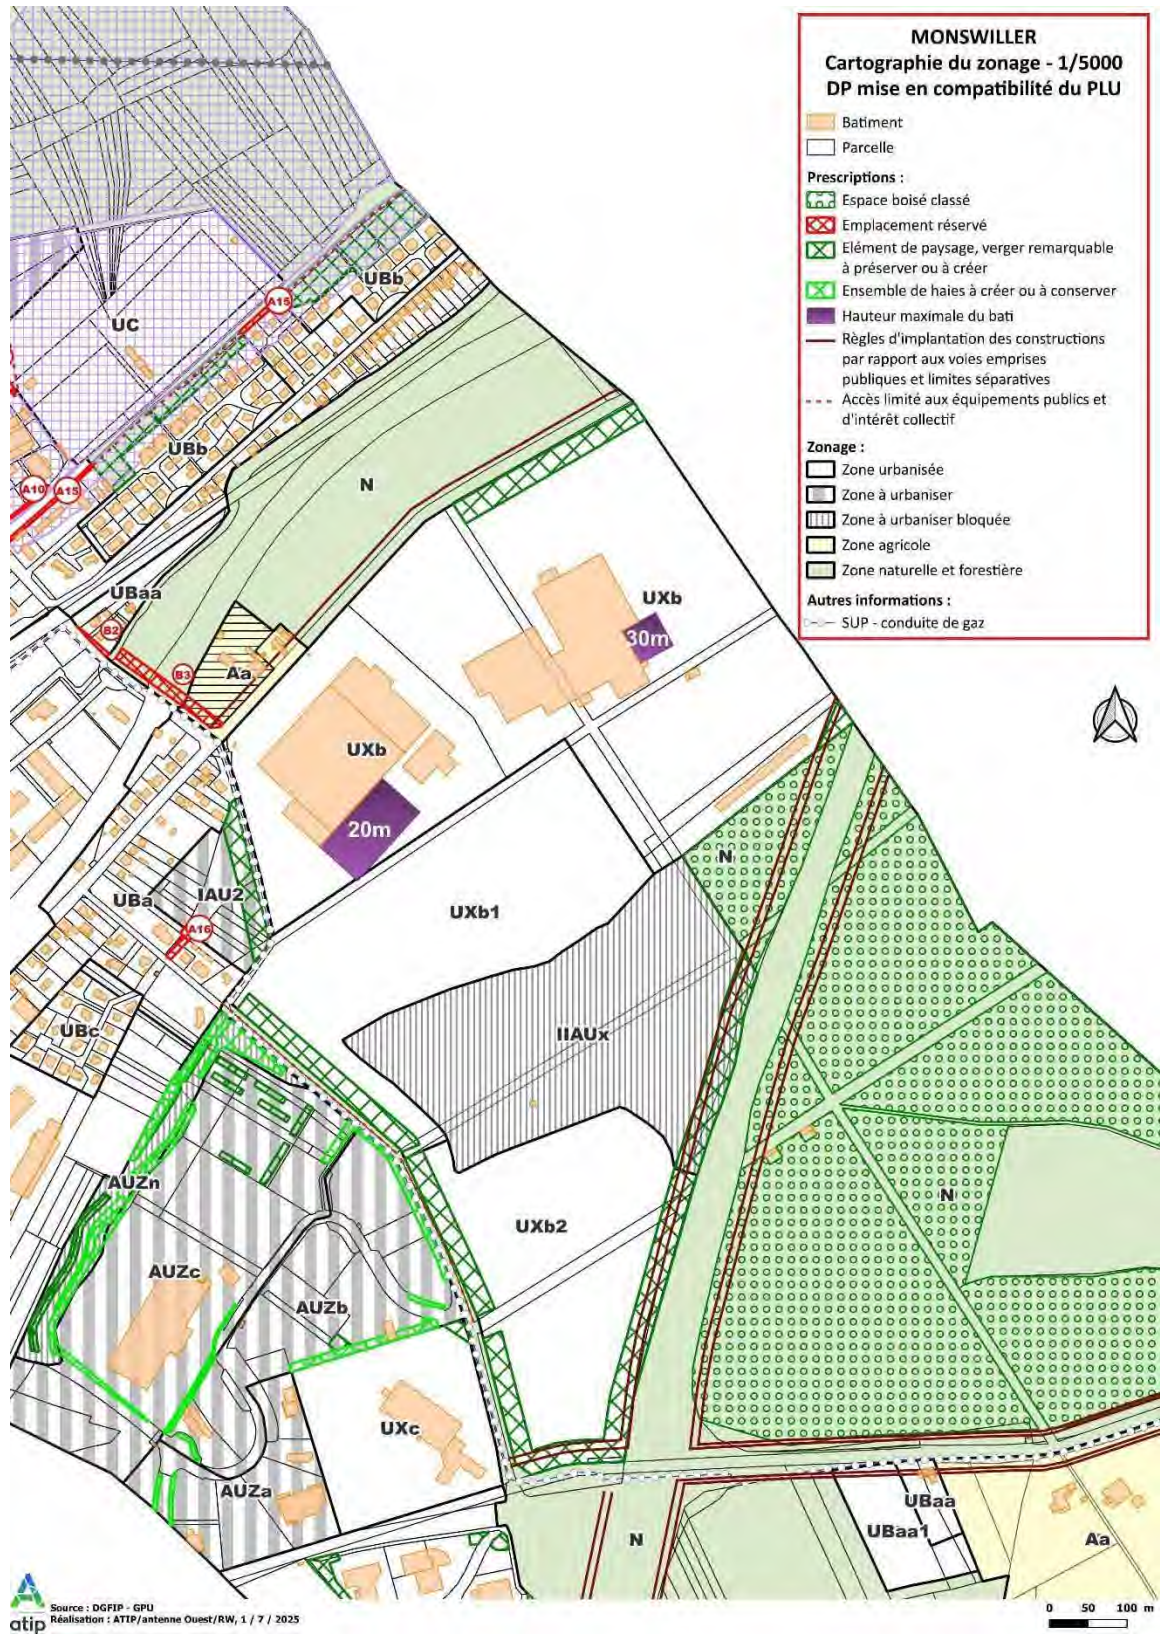 MONSWILLER
Cartographie du zonage - 1/5000
DP mise en compatibilité du PLU
Batiment
Parcelle
Prescriptions :
Espace boisé classé
Emplacement réservé
Elément de paysage, verger remarquable
à préserver ou à créer
Ensemble de haies à créer ou à conserver
Hauteur maximale du bati
Règles d'implantation des constructions
par rapport aux voies emprises
publiques et limites séparatives
Accès limité aux équipements publics et
d'intérêt collectif
Zonage :
Zone urbanisée
Zone à urbaniser
Zone à urbaniser bloquée
Zone agricole
Zone naturelle et forestière
Autres informations :
SUP - conduite de gaz
UBb
A15
UC
UBb
N
A10
A15
UBaa
UXb
B2
30m
B3
Aa
UXb
20m
N
IAU2
UBa
UXb1
A16
UBc
IIAUx
AUZn
N
UXb2
AUZc
AUZb
UXc
AUZa
UBaa
UBaa1
N
Aa
atip
Source : DGFIP - GPU
Réalisation : ATIP/antenne Ouest/RW, 1 / 7 / 2025
0 50 100 m